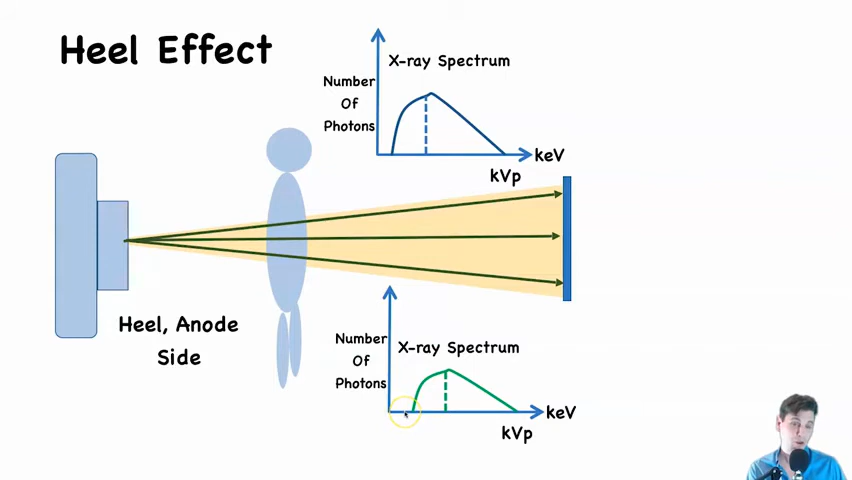 Heel Effect
X-ray Spectrum
Number
Of
Photons
keV
kVp
Heel, Anode
Side
Number
Of
Photons
X-ray Spectrum
keV
kVp